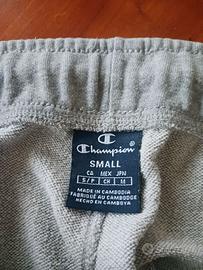 Champion
SMALL
CA MEX JPN
S/P CH M
MADE IN CAMBODIA
FABRIQUÉ AU CAMBODGE
HECHO EN CAMBOYA